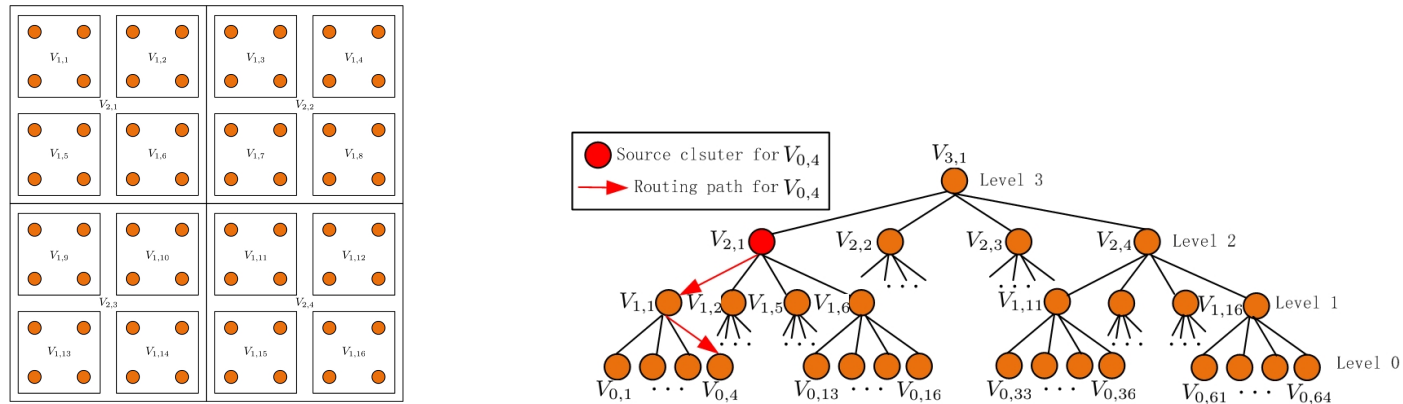 V1,1 V1,2 V1,3 V1,4
V2,1 V2,2
V1,5 V1,6 V1,7 V1,8
V1,9 V1,10 V1,11 V1,12
V2,3 V2,4
V1,13 V1,14 V1,15 V1,16
Source clsuter for V0,4
Routing path for V0,4
V3,1 Level 3
V2,1 V2,2 V2,3 V2,4 Level 2
V1,1 V1,2 V1,5 V1,6 V1,11 V1,16 Level 1
Level 0
V0,1 ··· V0,4 V0,13 ··· V0,16 V0,33 ··· V0,36 V0,61 ··· V0,64